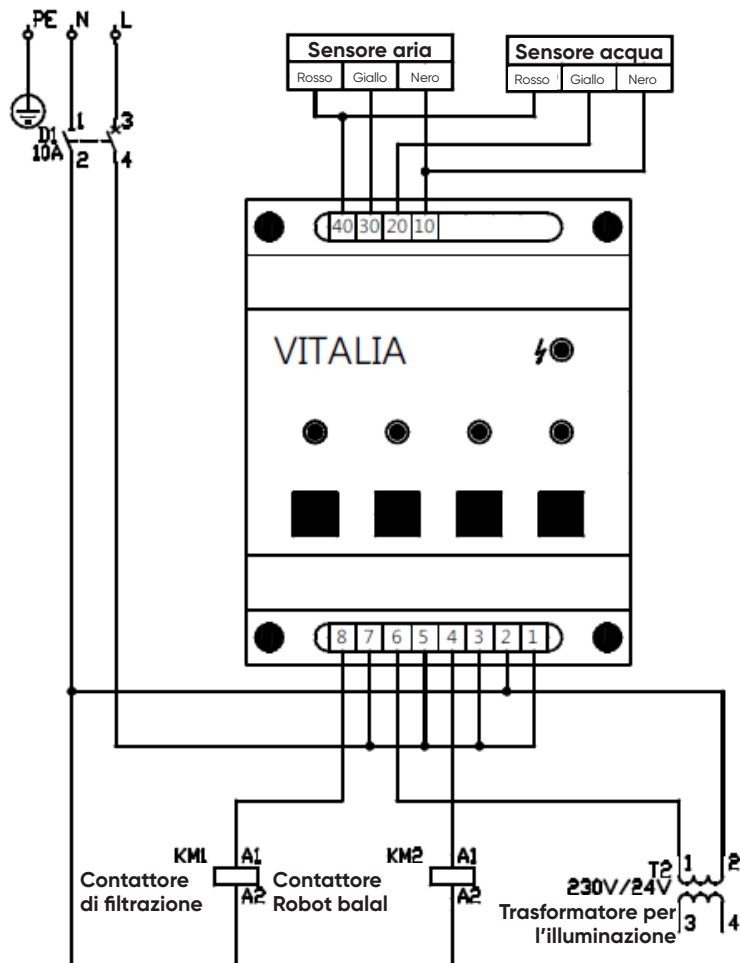 PE N L
Sensore aria
Rosso Giallo Nero
Sensore acqua
Rosso Giallo Nero
D1
10A
1 3
2 4
40 30 20 10
VITALIA
8 7 6 5 4 3 2 1
KM1 A1
A2
Contattore
di filtrazione
KM2 A1
A2
Contattore
Robot balal
T2 1 2
230V/24V
3 4
Trasformatore per
l'illuminazione